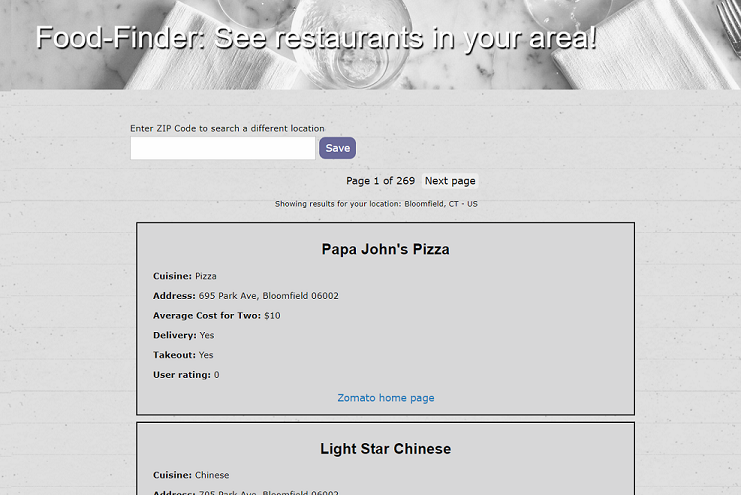 Food-Finder: See restaurants in your area!
Enter ZIP Code to search a different location
Save
Page 1 of 269 Next page
Showing results for your location: Bloomfield, CT - US
Papa John's Pizza
Cuisine: Pizza
Address: 695 Park Ave, Bloomfield 06002
Average Cost for Two: $10
Delivery: Yes
Takeout: Yes
User rating: 0
Zomato home page
Light Star Chinese
Cuisine: Chinese
Address: 705 Park Ave, Bloomfield 06002